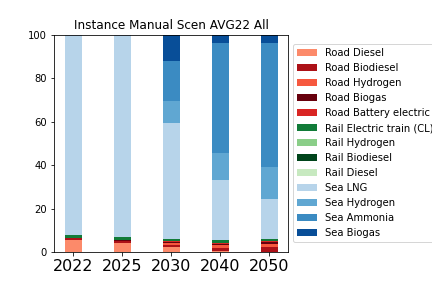 Instance Manual Scen AVG22 All
100
80
60
40
20
0
2022 2025 2030 2040 2050
Road Diesel
Road Biodiesel
Road Hydrogen
Road Biogas
Road Battery electric
Rail Electric train (CL)
Rail Hydrogen
Rail Biodiesel
Rail Diesel
Sea LNG
Sea Hydrogen
Sea Ammonia
Sea Biogas